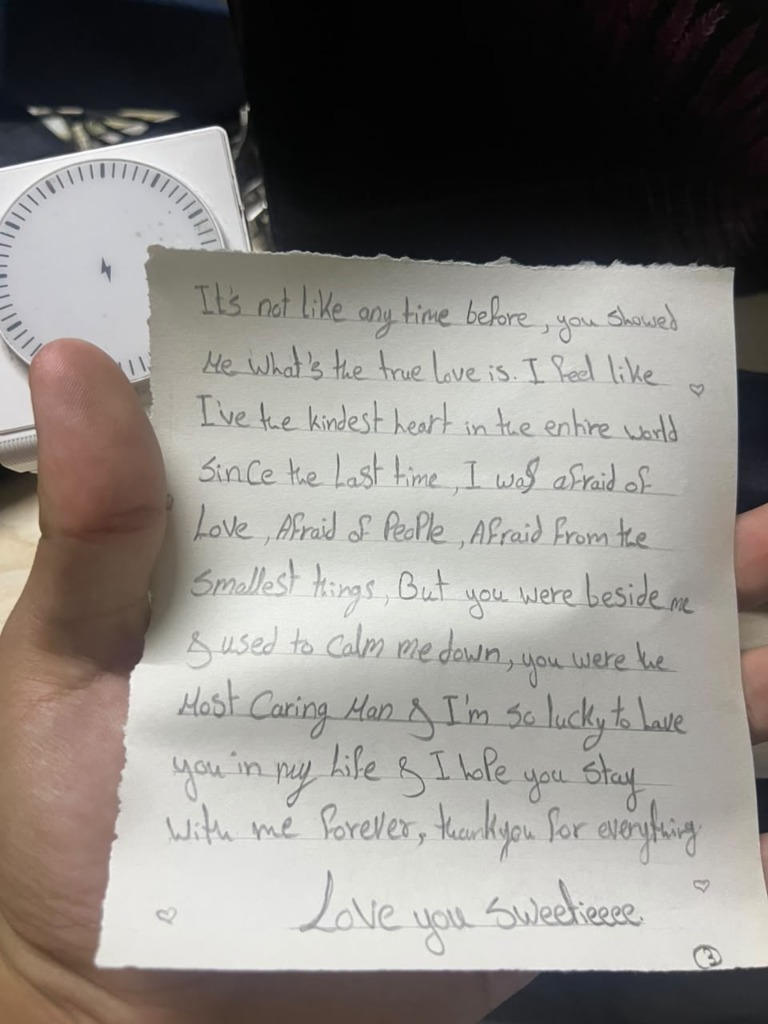 It's not like any time before, you showed
Me what's the true love is. I feel like
I've the kindest heart in the entire world
Since the Last time, I was afraid of
Love, Afraid of People, Afraid from the
Smallest things, But you were beside me
& used to Calm me down, you were the
Most Caring Man & I'm so lucky to have
you in my Life & I hope you Stay
With me Forever, thankyou for everything
Love you Sweetieeee.
3